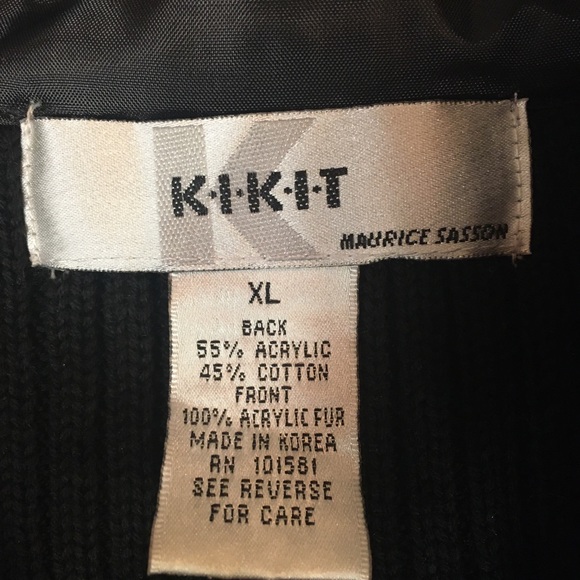 K·I·K·I·T
MAURICE SASSON
XL
BACK
55% ACRYLIC
45% COTTON
FRONT
100% ACRYLIC FUR
MADE IN KOREA
RN 101581
SEE REVERSE
FOR CARE